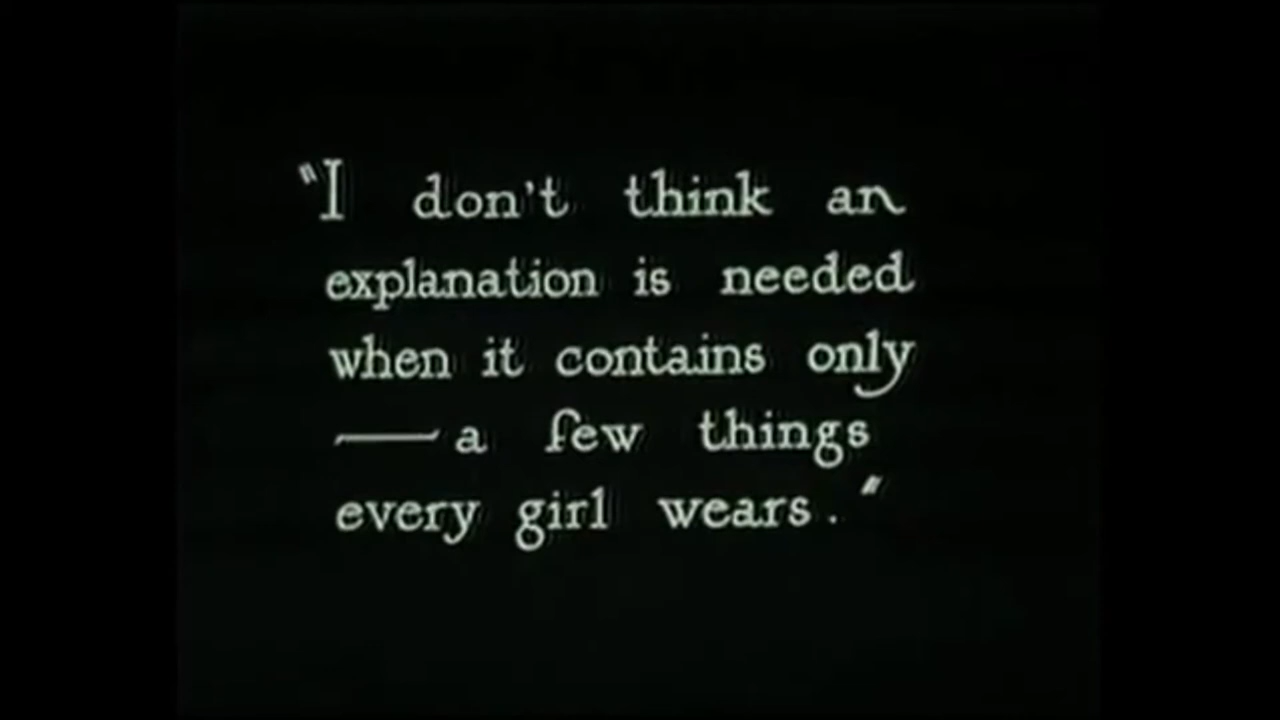 "I don't think an
explanation is needed
when it contains only
— a few things
every girl wears."